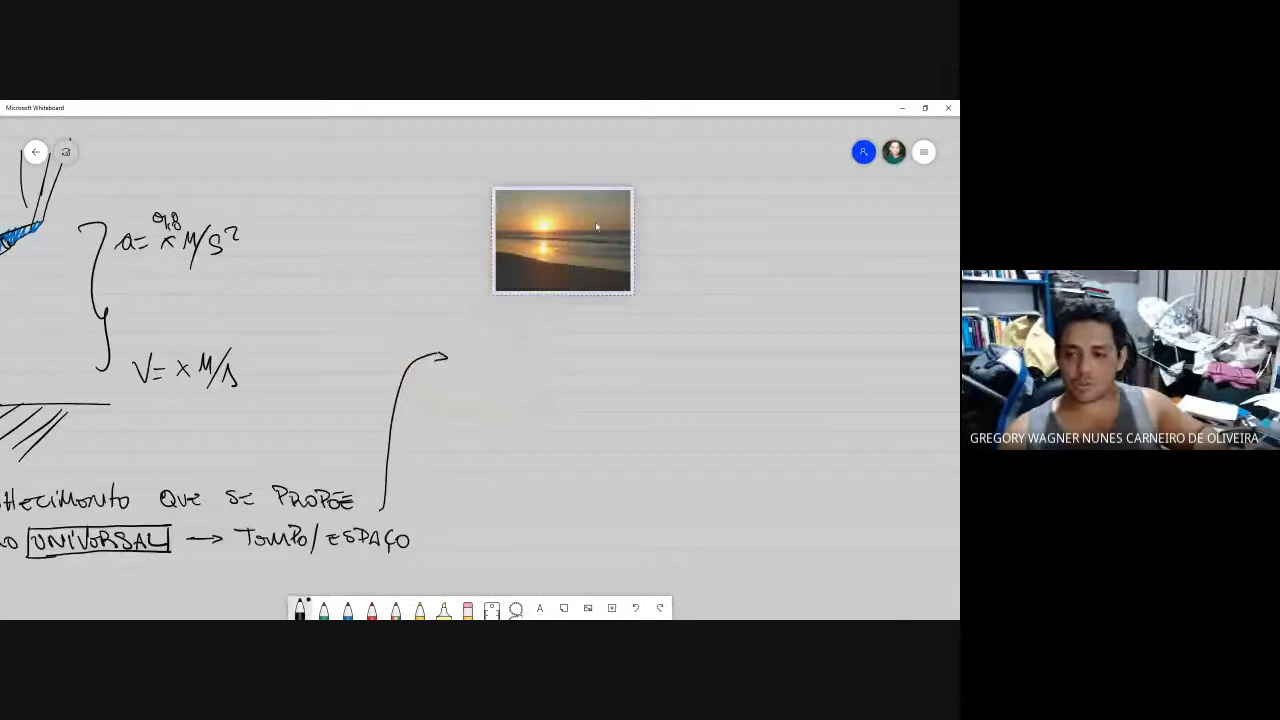 Microsoft Whiteboard
9,8
a= x M/S²
V= x M/s
HECIMENTO QUE SE PROPÕE
UNIVERSAL → TEMPO/ESPAÇO
A
GREGORY WAGNER NUNES CARNEIRO DE OLIVEIRA